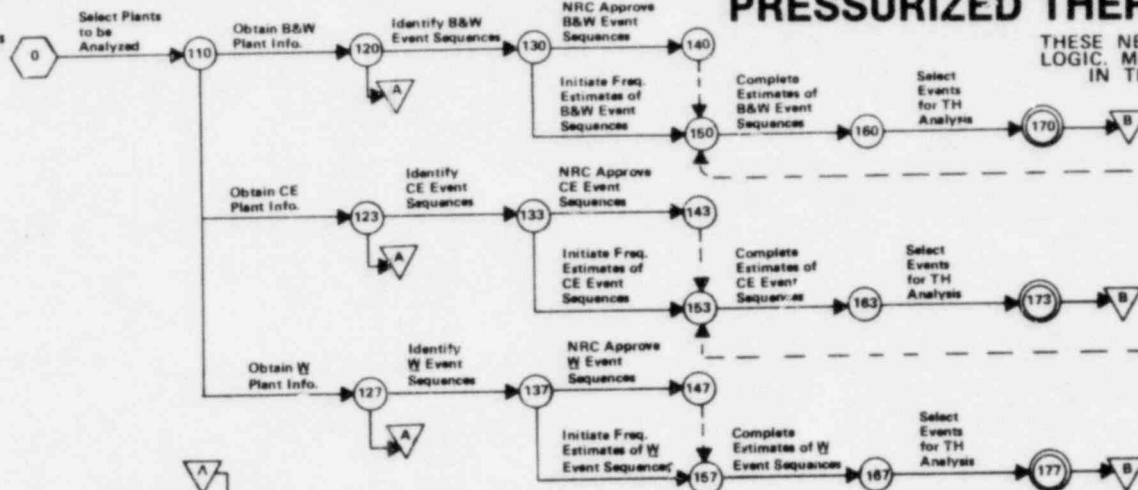 PRESSURIZED THER
THESE NE
LOGIC. M
IN T
s
0
Select Plants
to be
Analyzed
110
Obtain B&W
Plant Info.
120
A
Identify B&W
Event Sequences
130
NRC Approve
B&W Event
Sequences
140
Initiate Freq.
Estimates of
B&W Event
Sequences
150
Complete
Estimates of
B&W Event
Sequences
160
Select
Events
for TH
Analysis
170
B
Obtain CE
Plant Info.
123
A
Identify
CE Event
Sequences
133
NRC Approve
CE Event
Sequences
143
Initiate Freq.
Estimates of
CE Event
Sequences
153
Complete
Estimates of
CE Event
Sequences
163
Select
Events
for TH
Analysis
173
B
Obtain W
Plant Info.
127
A
Identify
W Event
Sequences
137
NRC Approve
W Event
Sequences
147
Initiate Freq.
Estimates of W
Event Sequences
157
Complete
Estimates of W
Event Sequences
167
Select
Events
for TH
Analysis
177
B
A